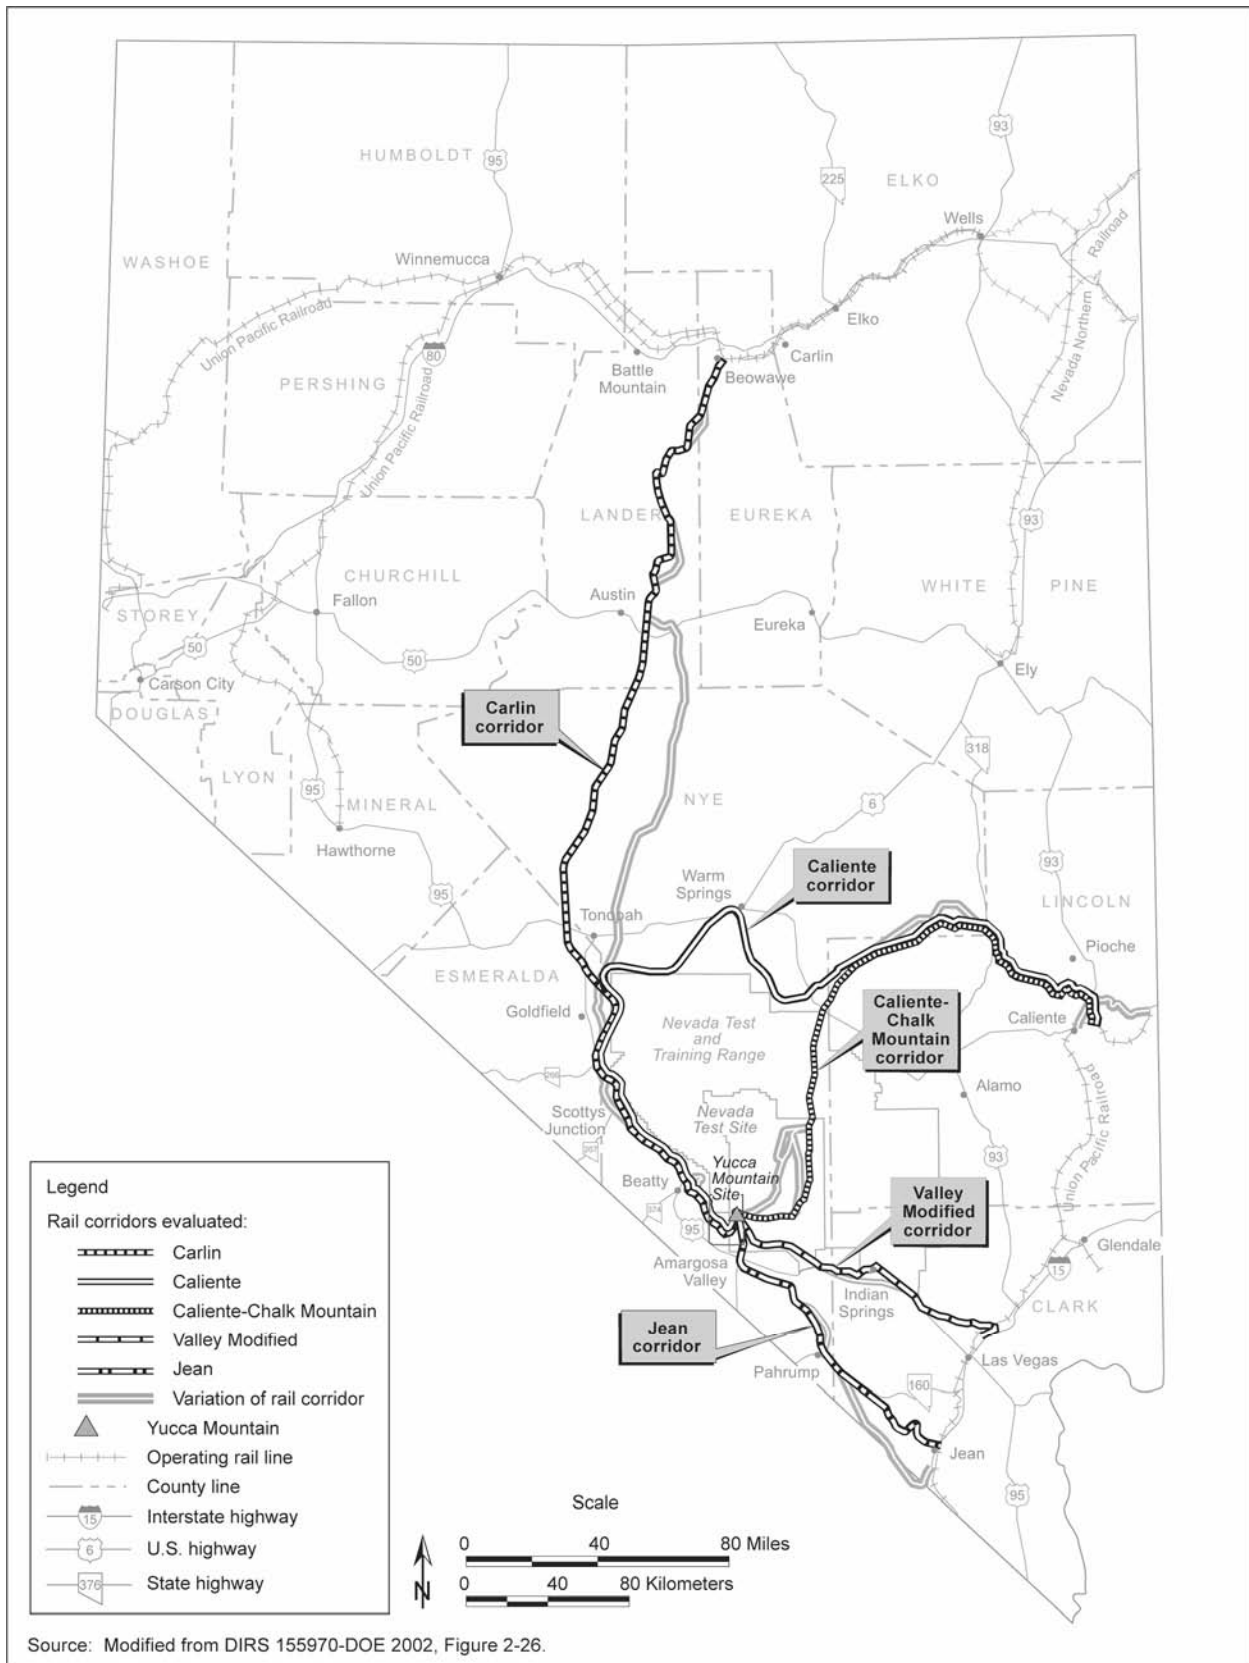 HUMBOLDT
95
93
225
ELKO
Wells
Railroad
WASHOE
Winnemucca
Union Pacific Railroad
80
Elko
Nevada Northern
Carlin
Battle
Mountain
Beowawe
PERSHING
Union Pacific Railroad
LANDER
EUREKA
93
CHURCHILL
WHITE PINE
Austin
Fallon
STOREY
Eureka
50
50
Ely
Carson City
DOUGLAS
Carlin
corridor
318
LYON
95
MINERAL
NYE
6
Hawthorne
Caliente
corridor
93
Warm
Springs
95
LINCOLN
Tonopah
Pioche
ESMERALDA
Caliente-
Chalk
Mountain
corridor
Goldfield
Caliente
Nevada Test
and
Training Range
266
Alamo
Union Pacific Railroad
Scottys
Junction
Nevada
Test Site
267
93
Yucca
Mountain
Site
Beatty
374
95
Valley
Modified
corridor
Glendale
15
Amargosa
Valley
Indian
Springs
CLARK
Jean
corridor
Las Vegas
Pahrump
160
Jean
95
Legend
Rail corridors evaluated:
Carlin
Caliente
Caliente-Chalk Mountain
Valley Modified
Jean
Variation of rail corridor
Yucca Mountain
Operating rail line
County line
15 Interstate highway
6 U.S. highway
376 State highway
N
Scale
0 40 80 Miles
0 40 80 Kilometers
Source: Modified from DIRS 155970-DOE 2002, Figure 2-26.